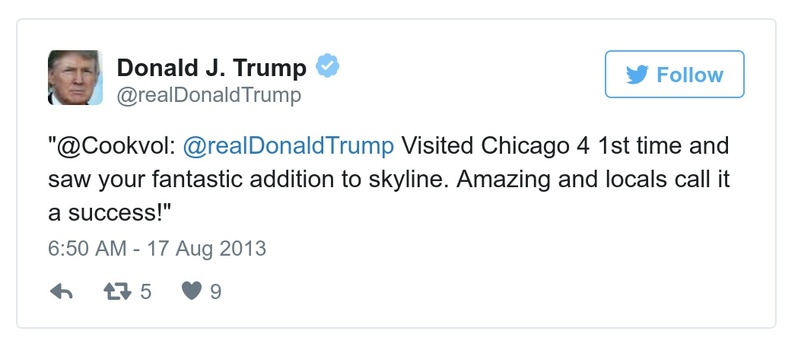 Donald J. Trump
@realDonaldTrump
Follow
"@Cookvol: @realDonaldTrump Visited Chicago 4 1st time and
saw your fantastic addition to skyline. Amazing and locals call it
a success!"
6:50 AM - 17 Aug 2013
5 9